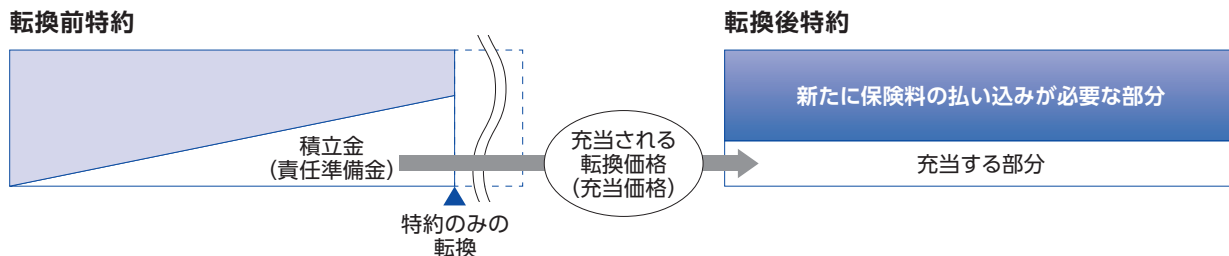 転換前特約
転換後特約
新たに保険料の払い込みが必要な部分
積立金
(責任準備金)
充当される
転換価格
(充当価格)
充当する部分
特約のみの
転換